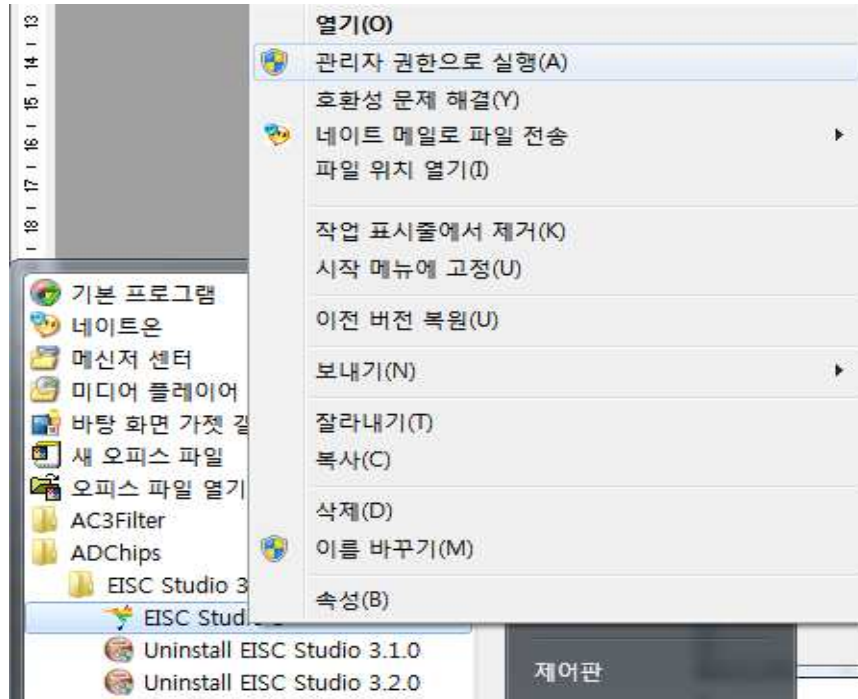 13
14
15
16
17
18
열기(O)
관리자 권한으로 실행(A)
호환성 문제 해결(Y)
네이트 메일로 파일 전송
파일 위치 열기(I)
작업 표시줄에서 제거(K)
시작 메뉴에 고정(U)
이전 버전 복원(U)
보내기(N)
잘라내기(T)
복사(C)
삭제(D)
이름 바꾸기(M)
속성(B)
기본 프로그램
네이트온
메신저 센터
미디어 플레이어
바탕 화면 가젯 갤
새 오피스 파일
오피스 파일 열기
AC3Filter
ADChips
EISC Studio 3
EISC Stud
Uninstall EISC Studio 3.1.0
Uninstall EISC Studio 3.2.0
제어판